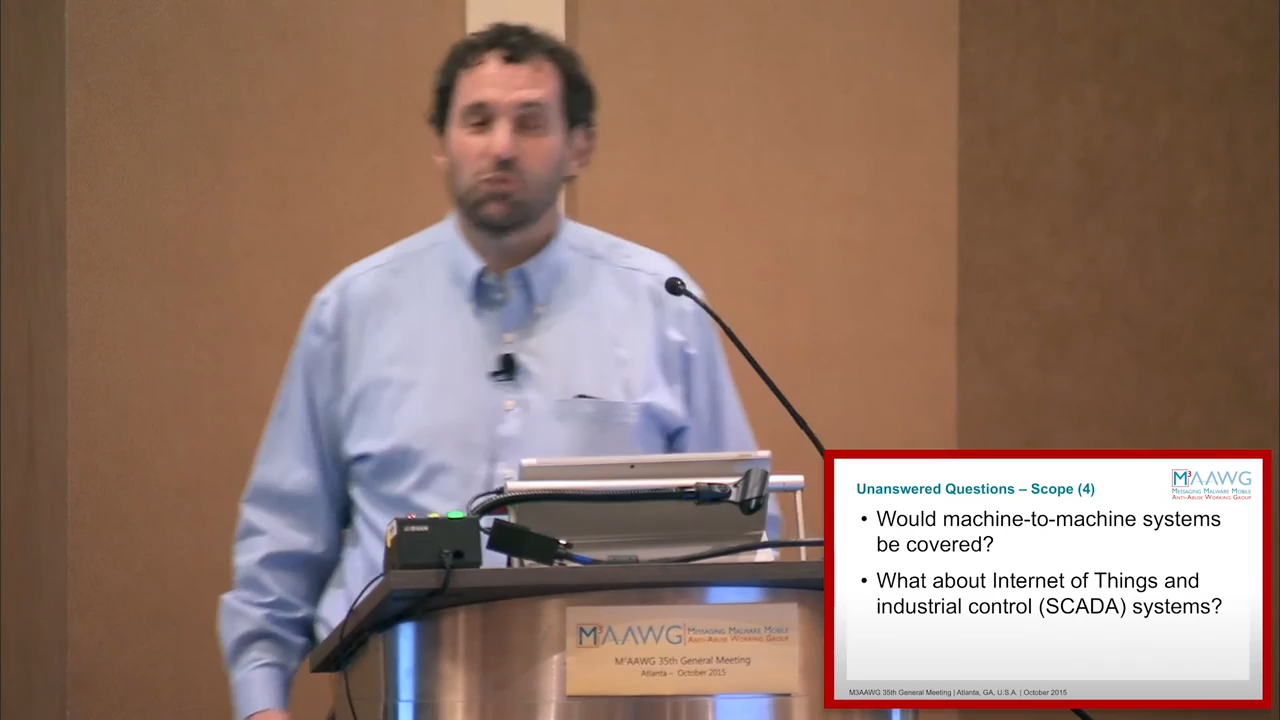 Unanswered Questions – Scope (4)
M³AAWG
Messaging Malware Mobile
Anti-Abuse Working Group
• Would machine-to-machine systems
be covered?
• What about Internet of Things and
industrial control (SCADA) systems?
M3AAWG 35th General Meeting | Atlanta, GA, U.S.A. | October 2015
M³AAWG
Messaging Malware Mobile
Anti-Abuse Working Group
M³AAWG 35th General Meeting
Atlanta – October 2015